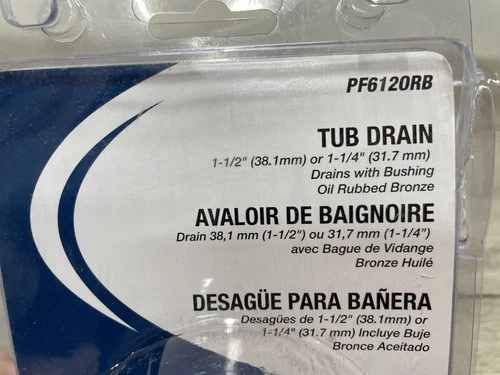 PF612ORB
TUB DRAIN
1-1/2" (38.1mm) or 1-1/4" (31.7 mm)
Drains with Bushing
Oil Rubbed Bronze
AVALOIR DE BAIGNOIRE
Drain 38,1 mm (1-1/2") ou 31,7 mm (1-1/4")
avec Bague de Vidange
Bronze Huilé
DESAGÜE PARA BAÑERA
Desagües de 1-1/2" (38.1mm) or
1-1/4" (31.7 mm) Incluye Buje
Bronce Aceitado